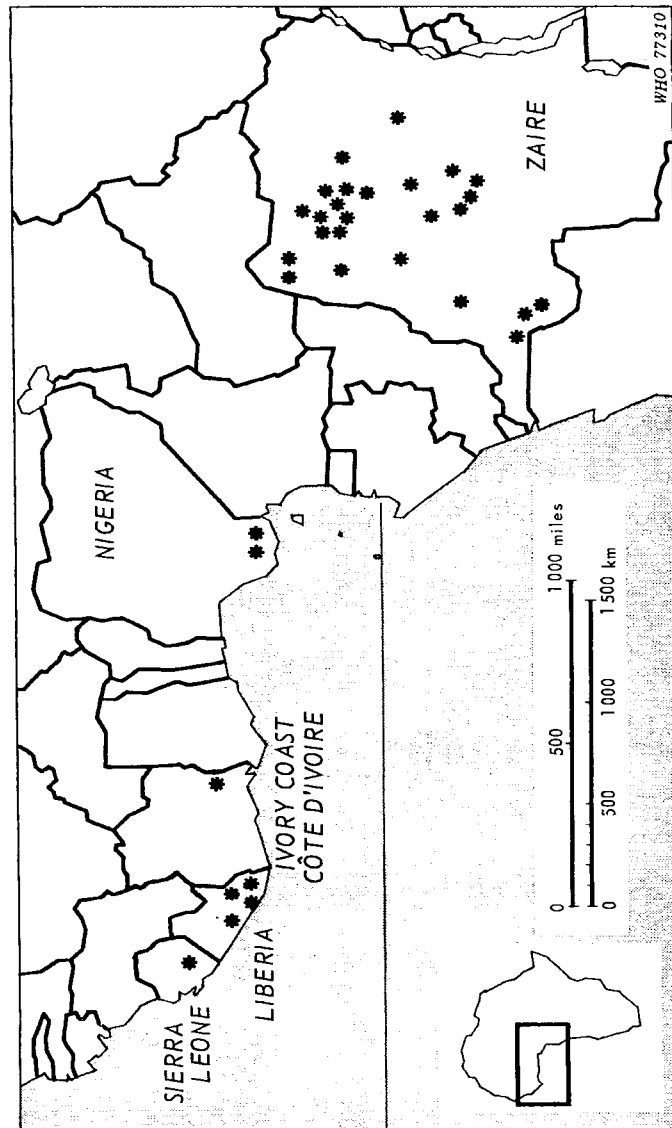 NIGERIA
ZAIRE
SIERRA
LEONE
LIBERIA
IVORY COAST
CÔTE D'IVOIRE
0 500 1000 miles
0 500 1000 1500 km
WHO 77310